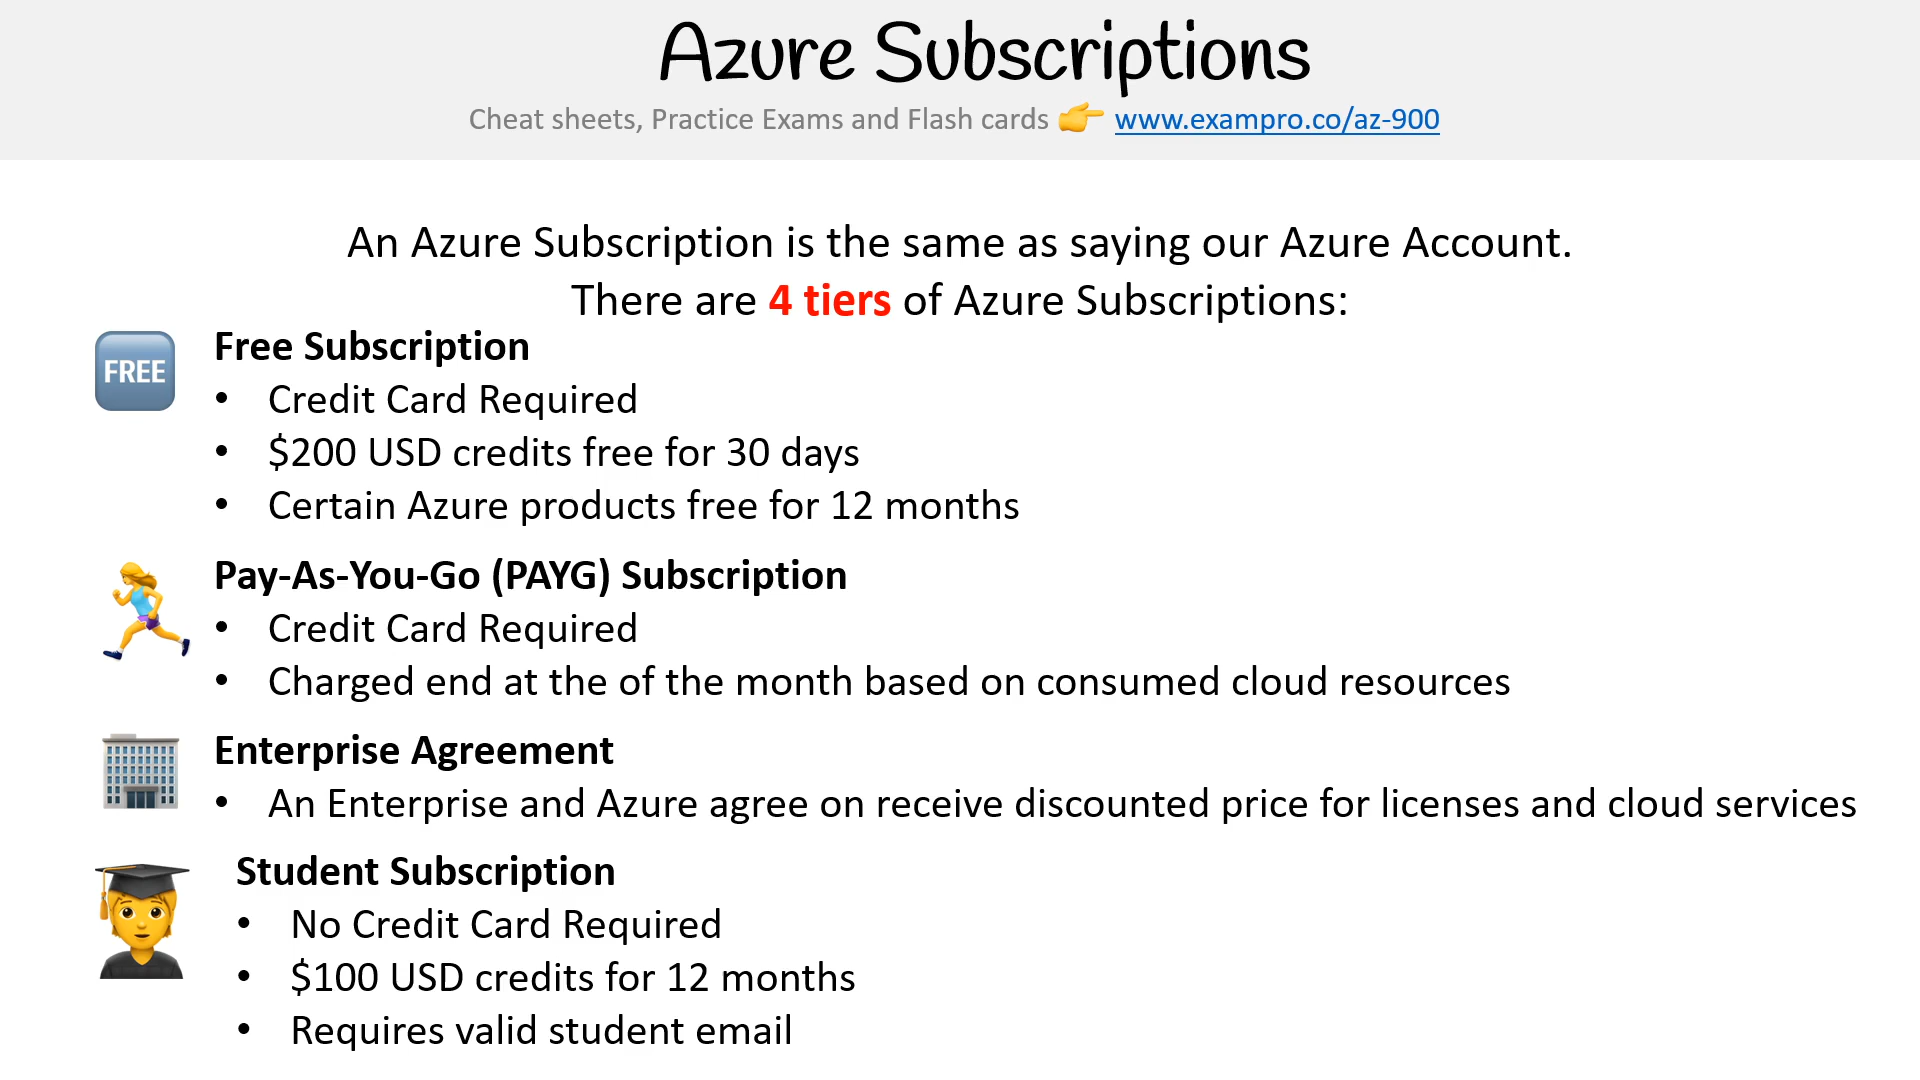 Azure Subscriptions
Cheat sheets, Practice Exams and Flash cards 👉 www.exampro.co/az-900
An Azure Subscription is the same as saying our Azure Account.
There are 4 tiers of Azure Subscriptions:
FREE
Free Subscription
• Credit Card Required
• $200 USD credits free for 30 days
• Certain Azure products free for 12 months
Pay-As-You-Go (PAYG) Subscription
• Credit Card Required
• Charged end at the of the month based on consumed cloud resources
Enterprise Agreement
• An Enterprise and Azure agree on receive discounted price for licenses and cloud services
Student Subscription
• No Credit Card Required
• $100 USD credits for 12 months
• Requires valid student email